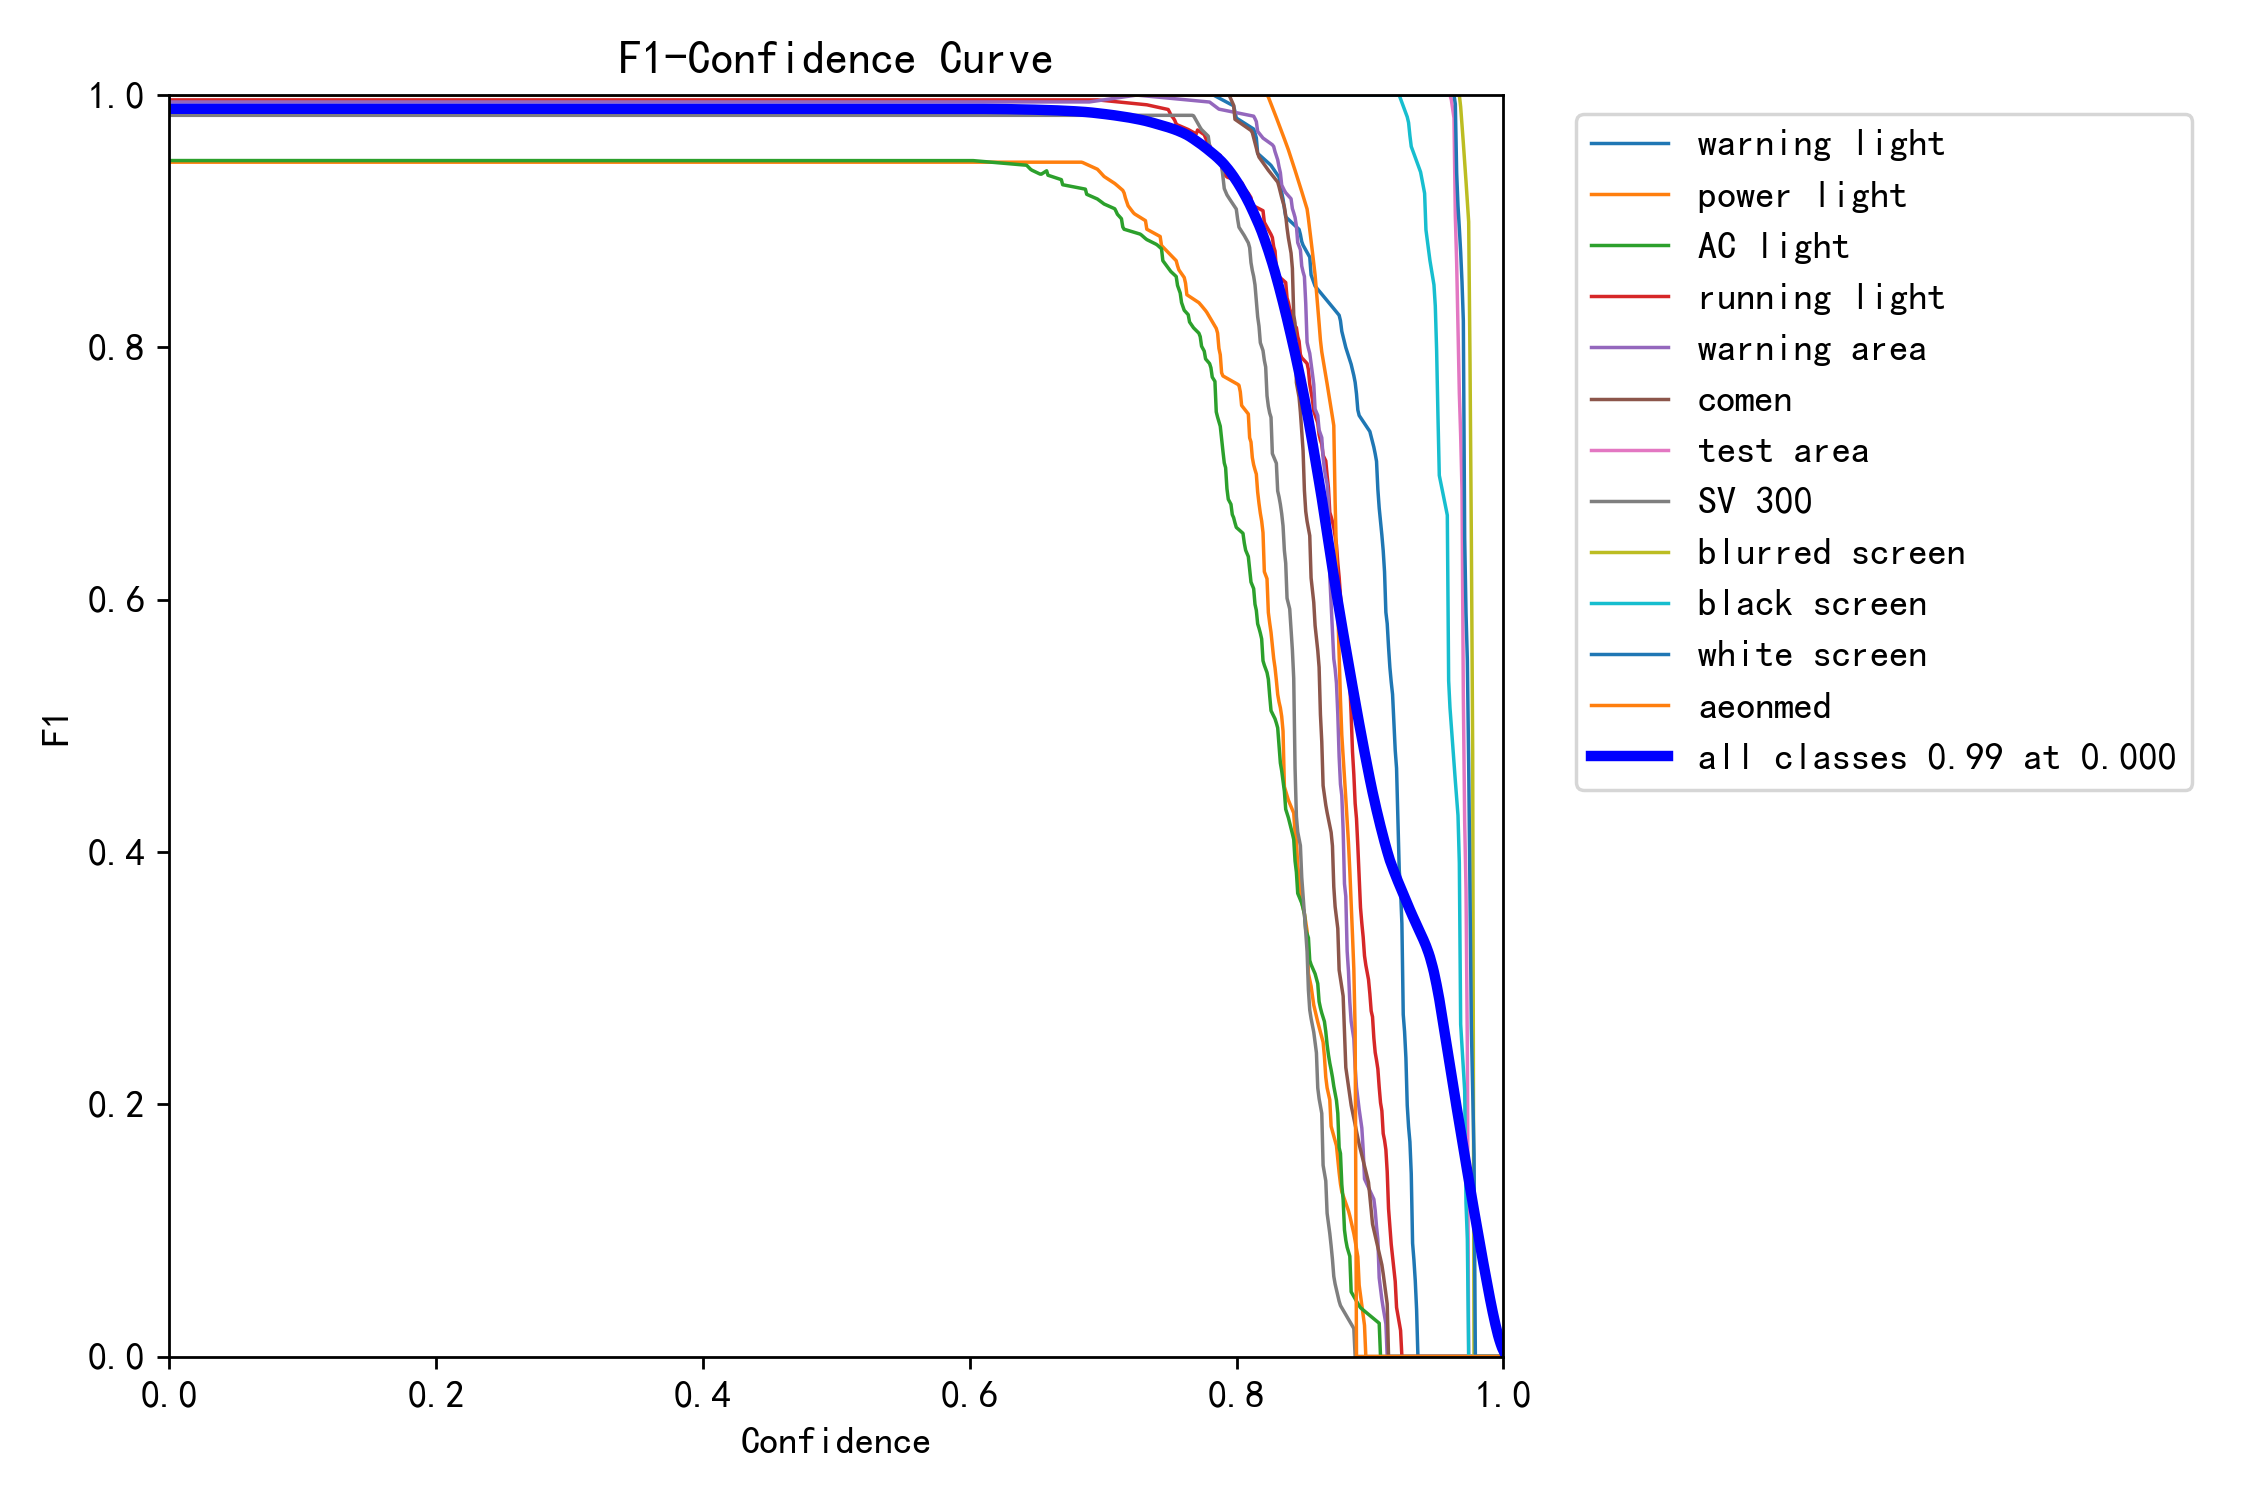 F1-Confidence Curve
1.0
0.8
0.6
0.4
0.2
0.0
F1
0.0 0.2 0.4 0.6 0.8 1.0
Confidence
warning light
power light
AC light
running light
warning area
comen
test area
SV 300
blurred screen
black screen
white screen
aeonmed
all classes 0.99 at 0.000